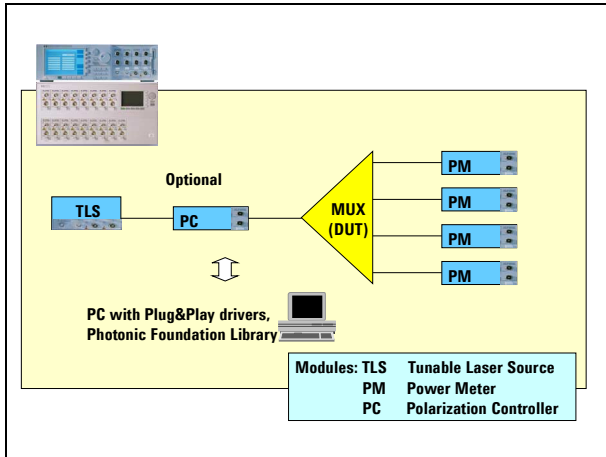 Optional
TLS
PC
MUX
(DUT)
PM
PM
PM
PM
PC with Plug&Play drivers,
Photonic Foundation Library
Modules: TLS Tunable Laser Source
PM Power Meter
PC Polarization Controller